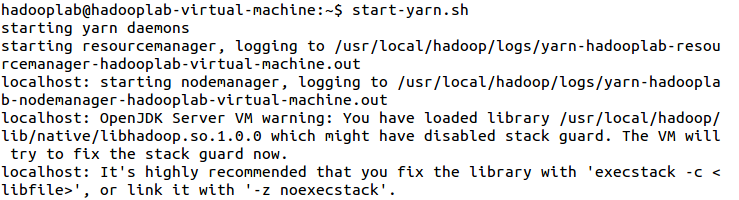 hadooplab@hadooplab-virtual-machine:~$ start-yarn.sh
starting yarn daemons
starting resourcemanager, logging to /usr/local/hadoop/logs/yarn-hadooplab-resou
rcemanager-hadooplab-virtual-machine.out
localhost: starting nodemanager, logging to /usr/local/hadoop/logs/yarn-hadoopla
b-nodemanager-hadooplab-virtual-machine.out
localhost: OpenJDK Server VM warning: You have loaded library /usr/local/hadoop/
lib/native/libhadoop.so.1.0.0 which might have disabled stack guard. The VM will
 try to fix the stack guard now.
localhost: It's highly recommended that you fix the library with 'execstack -c <
libfile>', or link it with '-z noexecstack'.